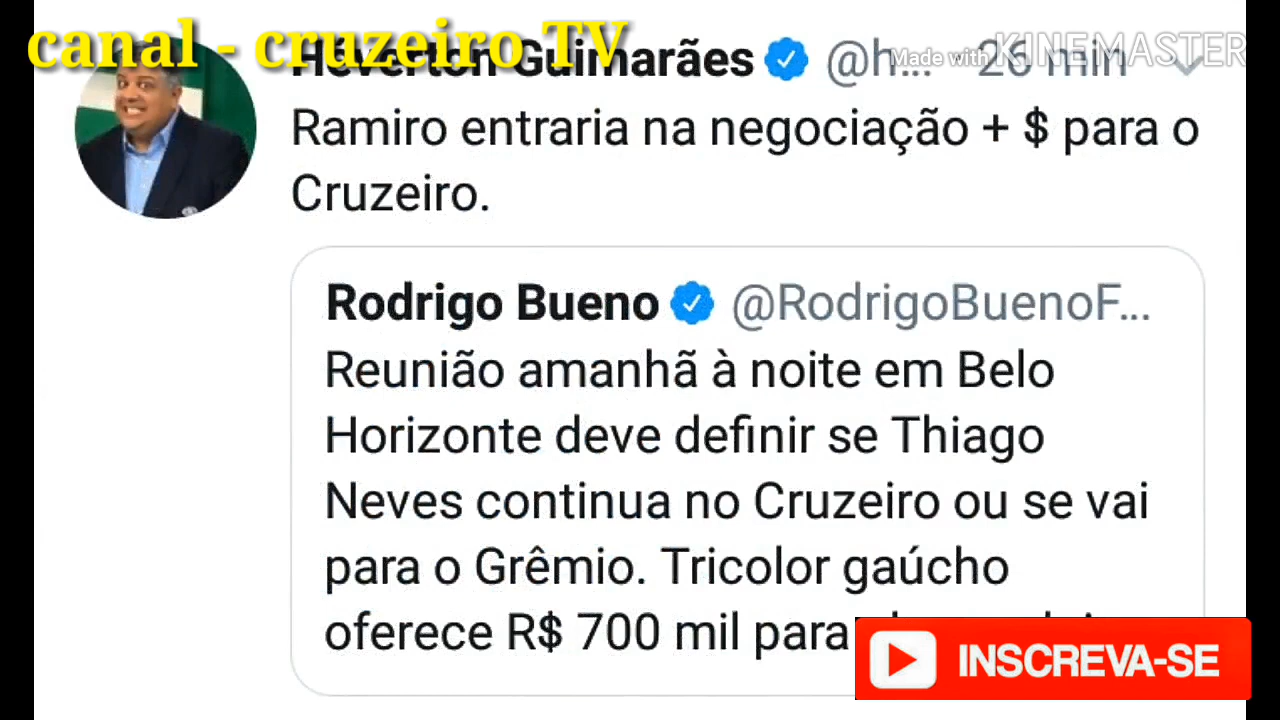 canal - cruzeiro TV
Héverton Guimarães @h... · 26 min
Made with KINEMASTER
Ramiro entraria na negociação + $ para o
Cruzeiro.
Rodrigo Bueno @RodrigoBuenoF...
Reunião amanhã à noite em Belo
Horizonte deve definir se Thiago
Neves continua no Cruzeiro ou se vai
para o Grêmio. Tricolor gaúcho
oferece R$ 700 mil para
INSCREVA-SE